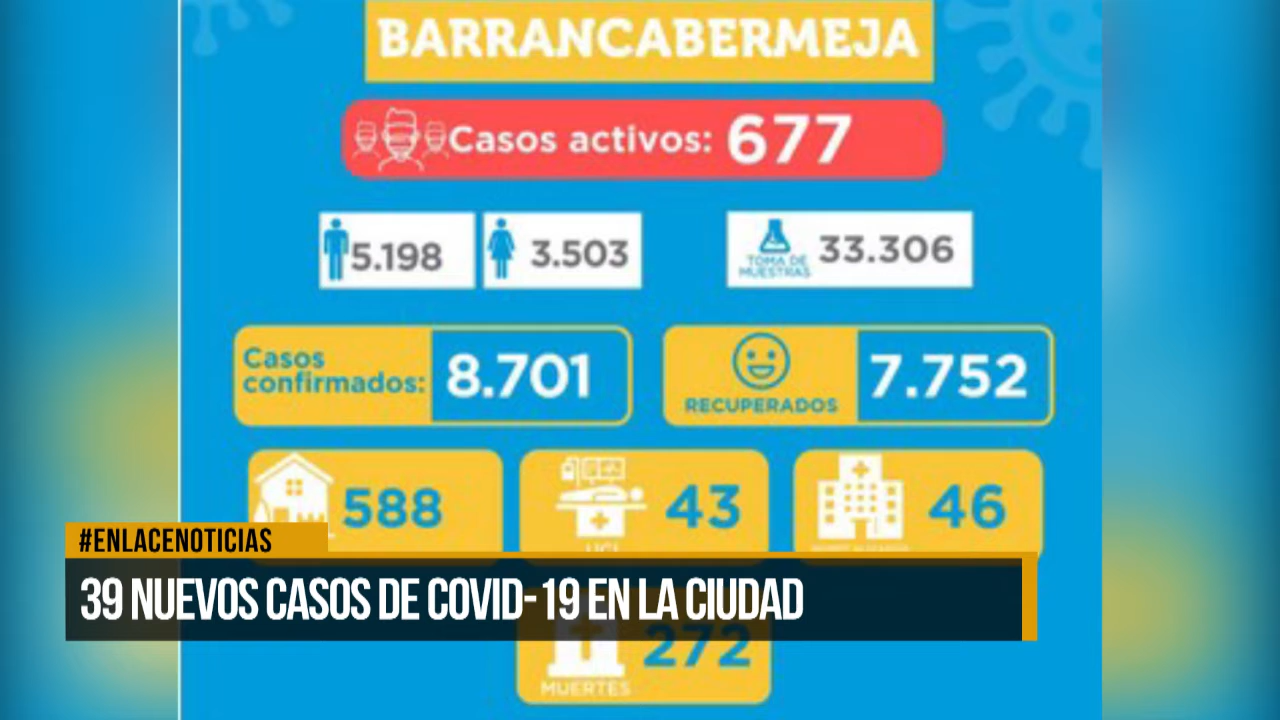 BARRANCABERMEJA
Casos activos: 677
5.198
3.503
TOMA DE
MUESTRAS
33.306
Casos
confirmados:
8.701
RECUPERADOS
7.752
588
43
UCI
46
#ENLACENOTICIAS
39 NUEVOS CASOS DE COVID-19 EN LA CIUDAD
272
MUERTES